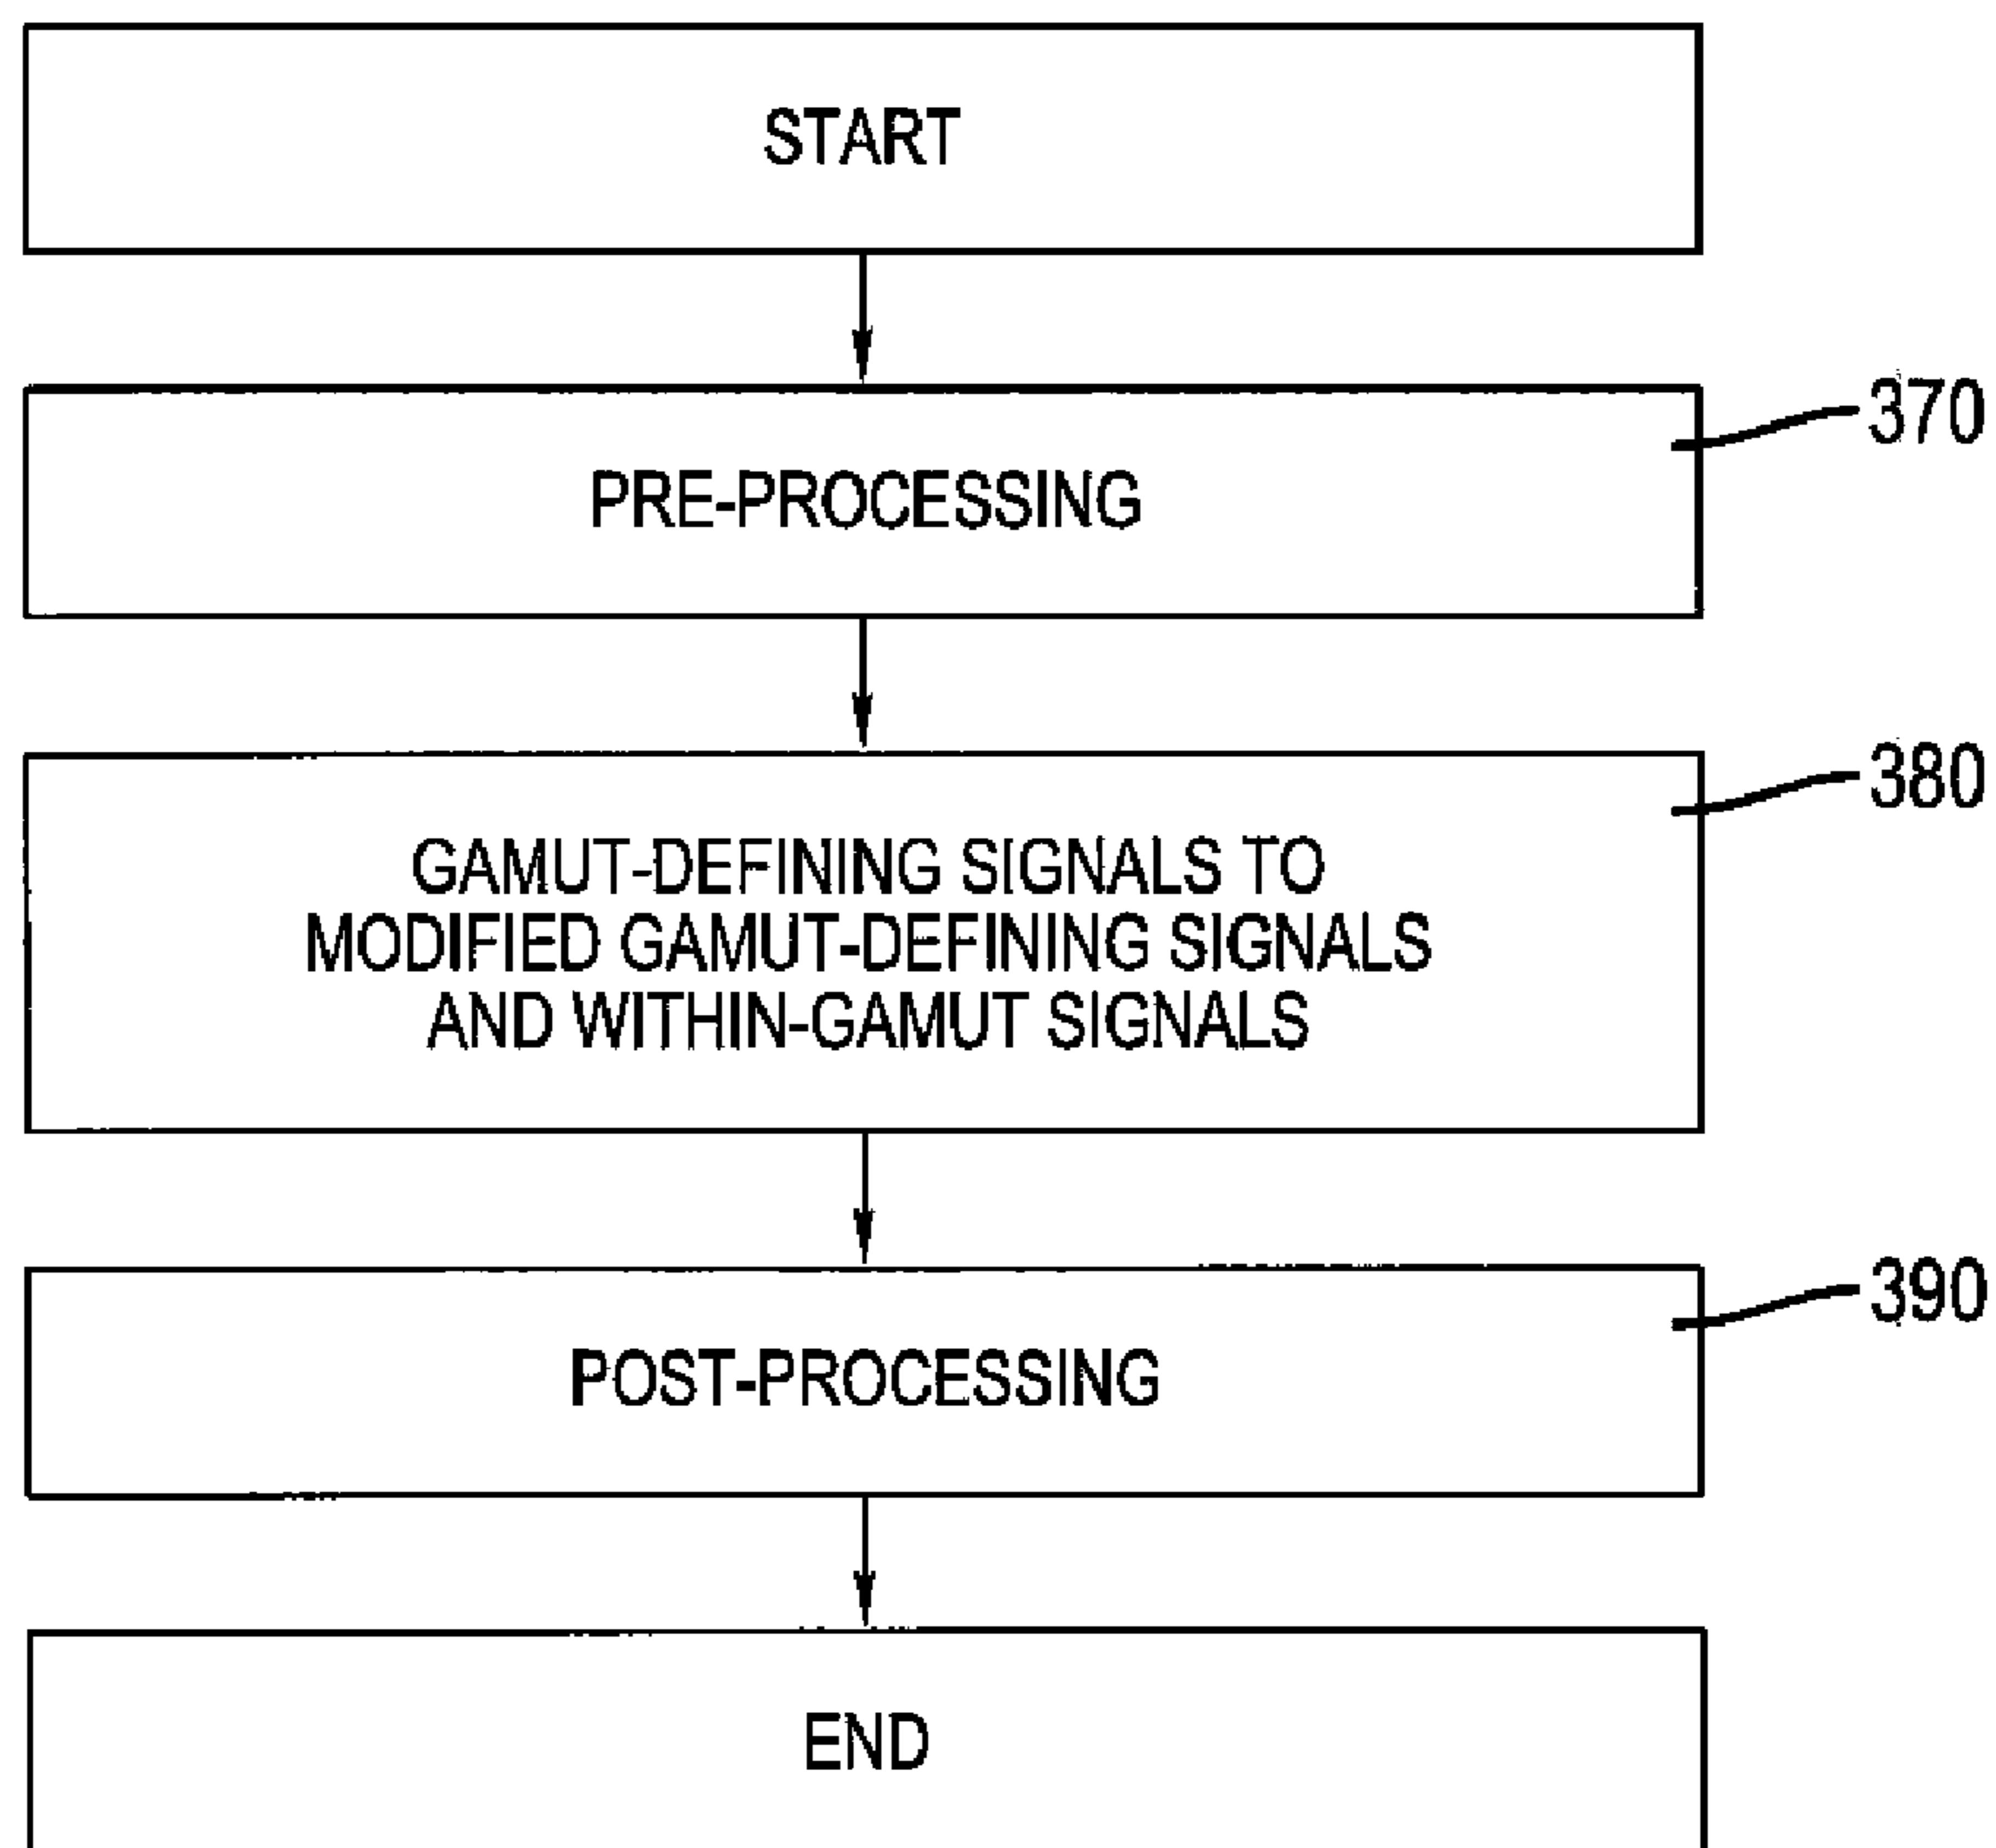 START
370
PRE-PROCESSING
380
GAMUT-DEFINING SIGNALS TO
MODIFIED GAMUT-DEFINING SIGNALS
AND WITHIN-GAMUT SIGNALS
390
POST-PROCESSING
END